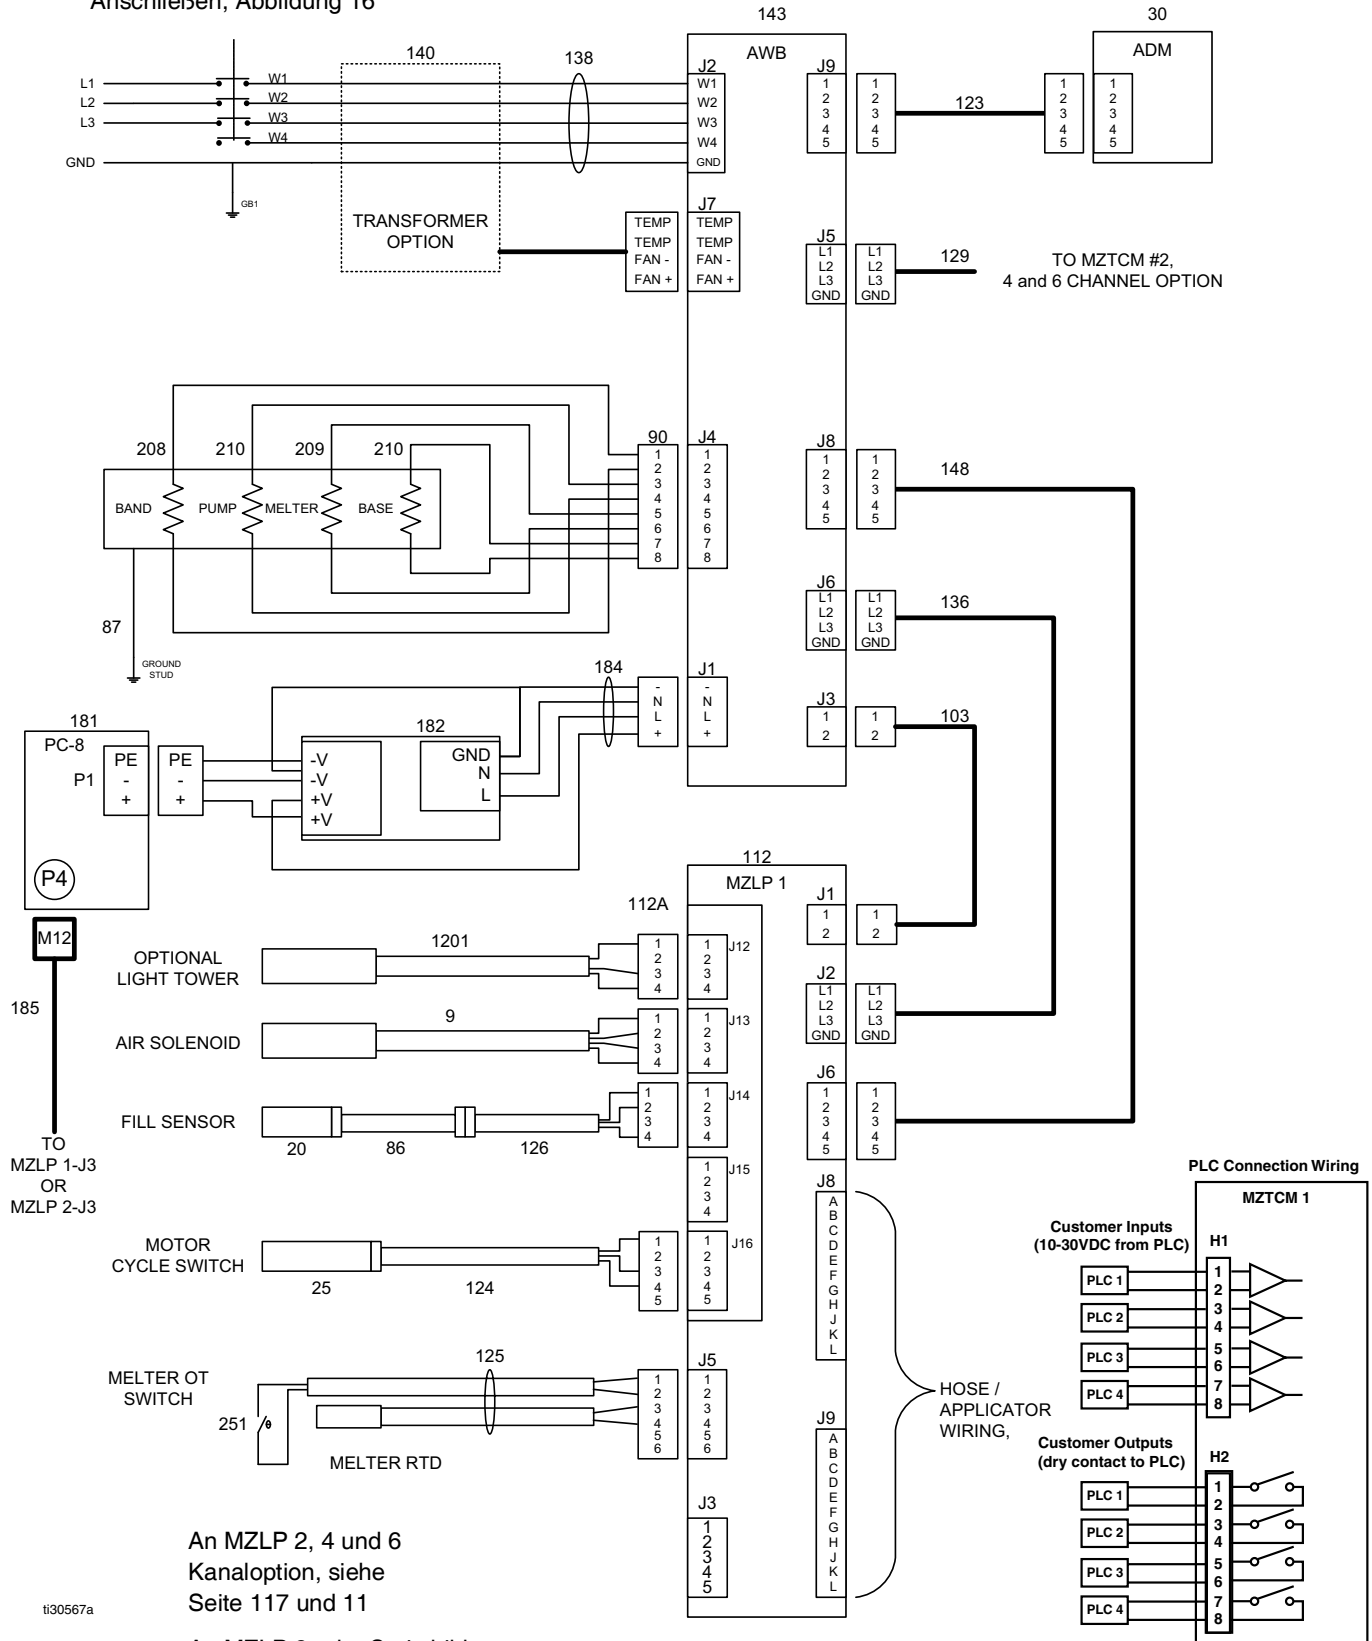 Anschließen, Abbildung 16
143
30
AWB
ADM
140
138
L1
L2
L3
GND
W1
W2
W3
W4
GB1
TRANSFORMER
OPTION
J2
W1
W2
W3
W4
GND
J9
1
2
3
4
5
1
2
3
4
5
123
1
2
3
4
5
1
2
3
4
5
TEMP
TEMP
FAN -
FAN +
J7
TEMP
TEMP
FAN -
FAN +
J5
L1
L2
L3
GND
L1
L2
L3
GND
129
TO MZTCM #2,
4 and 6 CHANNEL OPTION
208
210
209
210
BAND
PUMP
MELTER
BASE
87
GROUND
STUD
90
1
2
3
4
5
6
7
8
J4
1
2
3
4
5
6
7
8
J8
1
2
3
4
5
1
2
3
4
5
148
J6
L1
L2
L3
GND
L1
L2
L3
GND
136
184
-
N
L
+
J1
-
N
L
+
J3
1
2
1
2
103
181
PC-8
P1
PE
-
+
PE
-
+
P4
182
-V
-V
+V
+V
GND
N
L
M12
185
TO
MZLP 1-J3
OR
MZLP 2-J3
112
MZLP 1
112A
OPTIONAL
LIGHT TOWER
1201
1
2
3
4
1
2
3
4
J12
J1
1
2
1
2
AIR SOLENOID
9
1
2
3
4
1
2
3
4
J13
J2
L1
L2
L3
GND
L1
L2
L3
GND
FILL SENSOR
20
86
126
1
2
3
4
1
2
3
4
J14
J6
1
2
3
4
5
1
2
3
4
5
1
2
3
4
J15
MOTOR
CYCLE SWITCH
25
124
1
2
3
4
5
1
2
3
4
5
J16
J8
A
B
C
D
E
F
G
H
J
K
L
MELTER OT
SWITCH
251
125
MELTER RTD
1
2
3
4
5
6
J5
1
2
3
4
5
6
J9
A
B
C
D
E
F
G
H
J
K
L
HOSE /
APPLICATOR
WIRING,
J3
1
2
3
4
5
PLC Connection Wiring
MZTCM 1
Customer Inputs
(10-30VDC from PLC)
H1
PLC 1
PLC 2
PLC 3
PLC 4
1
2
3
4
5
6
7
8
Customer Outputs
(dry contact to PLC)
H2
PLC 1
PLC 2
PLC 3
PLC 4
1
2
3
4
5
6
7
8
An MZLP 2, 4 und 6
Kanaloption, siehe
Seite 117 und 11
ti30567a